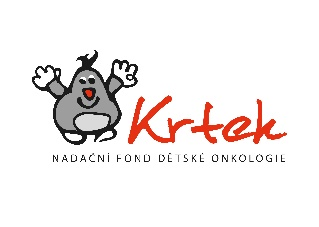 Krtek
NADAČNÍ FOND DĚTSKÉ ONKOLOGIE